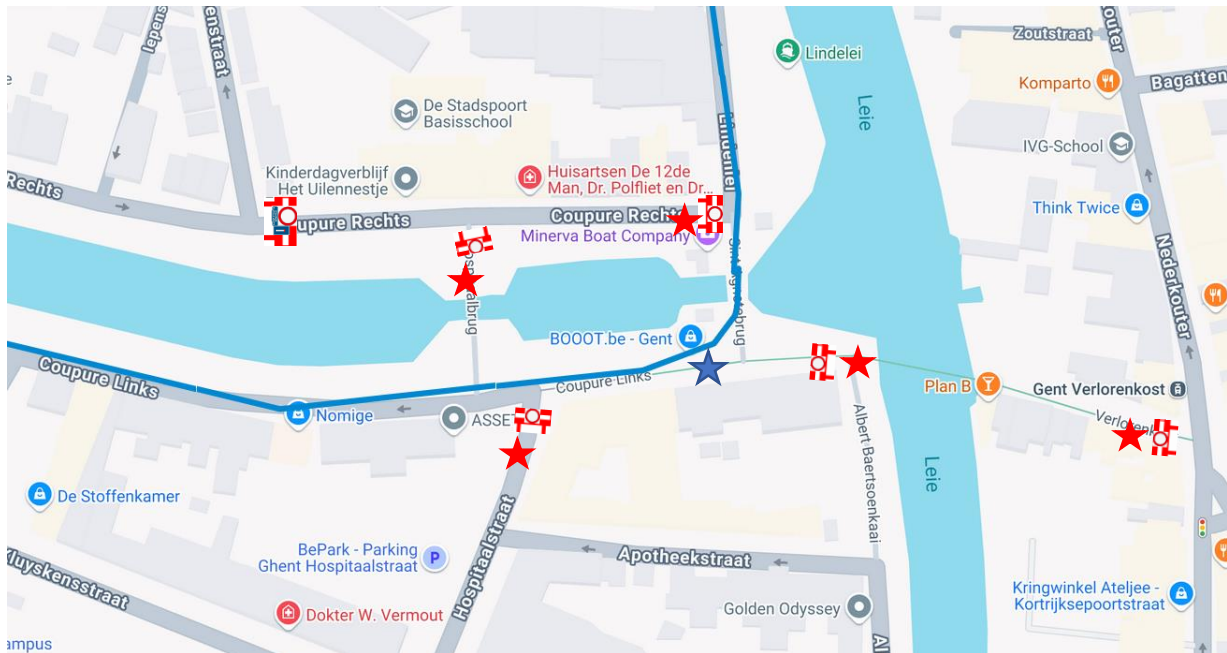 Zoutstraat
Lindelei
Komparto
Bagatten
De Stadspoort
Basisschool
Leie
IVG-School
Kinderdagverblijf
Het Uilennestje
Huisartsen De 12de
Man, Dr. Polfliet en Dr...
Rechts
Coupure Rechts
Think Twice
Minerva Boat Company
Nederkouter
BOOOT.be - Gent
Coupure Links
Coupure Links
Plan B
Gent Verlorenkost
Nomige
ASSET
Albert Baertsoenkaai
Leie
De Stoffenkamer
Hospitaalstraat
Apotheekstraat
BePark - Parking
Ghent Hospitaalstraat
P
Kluyskensstraat
Dokter W. Vermout
Golden Odyssey
Kringwinkel Ateljee -
Kortrijksepoortstraat
ampus